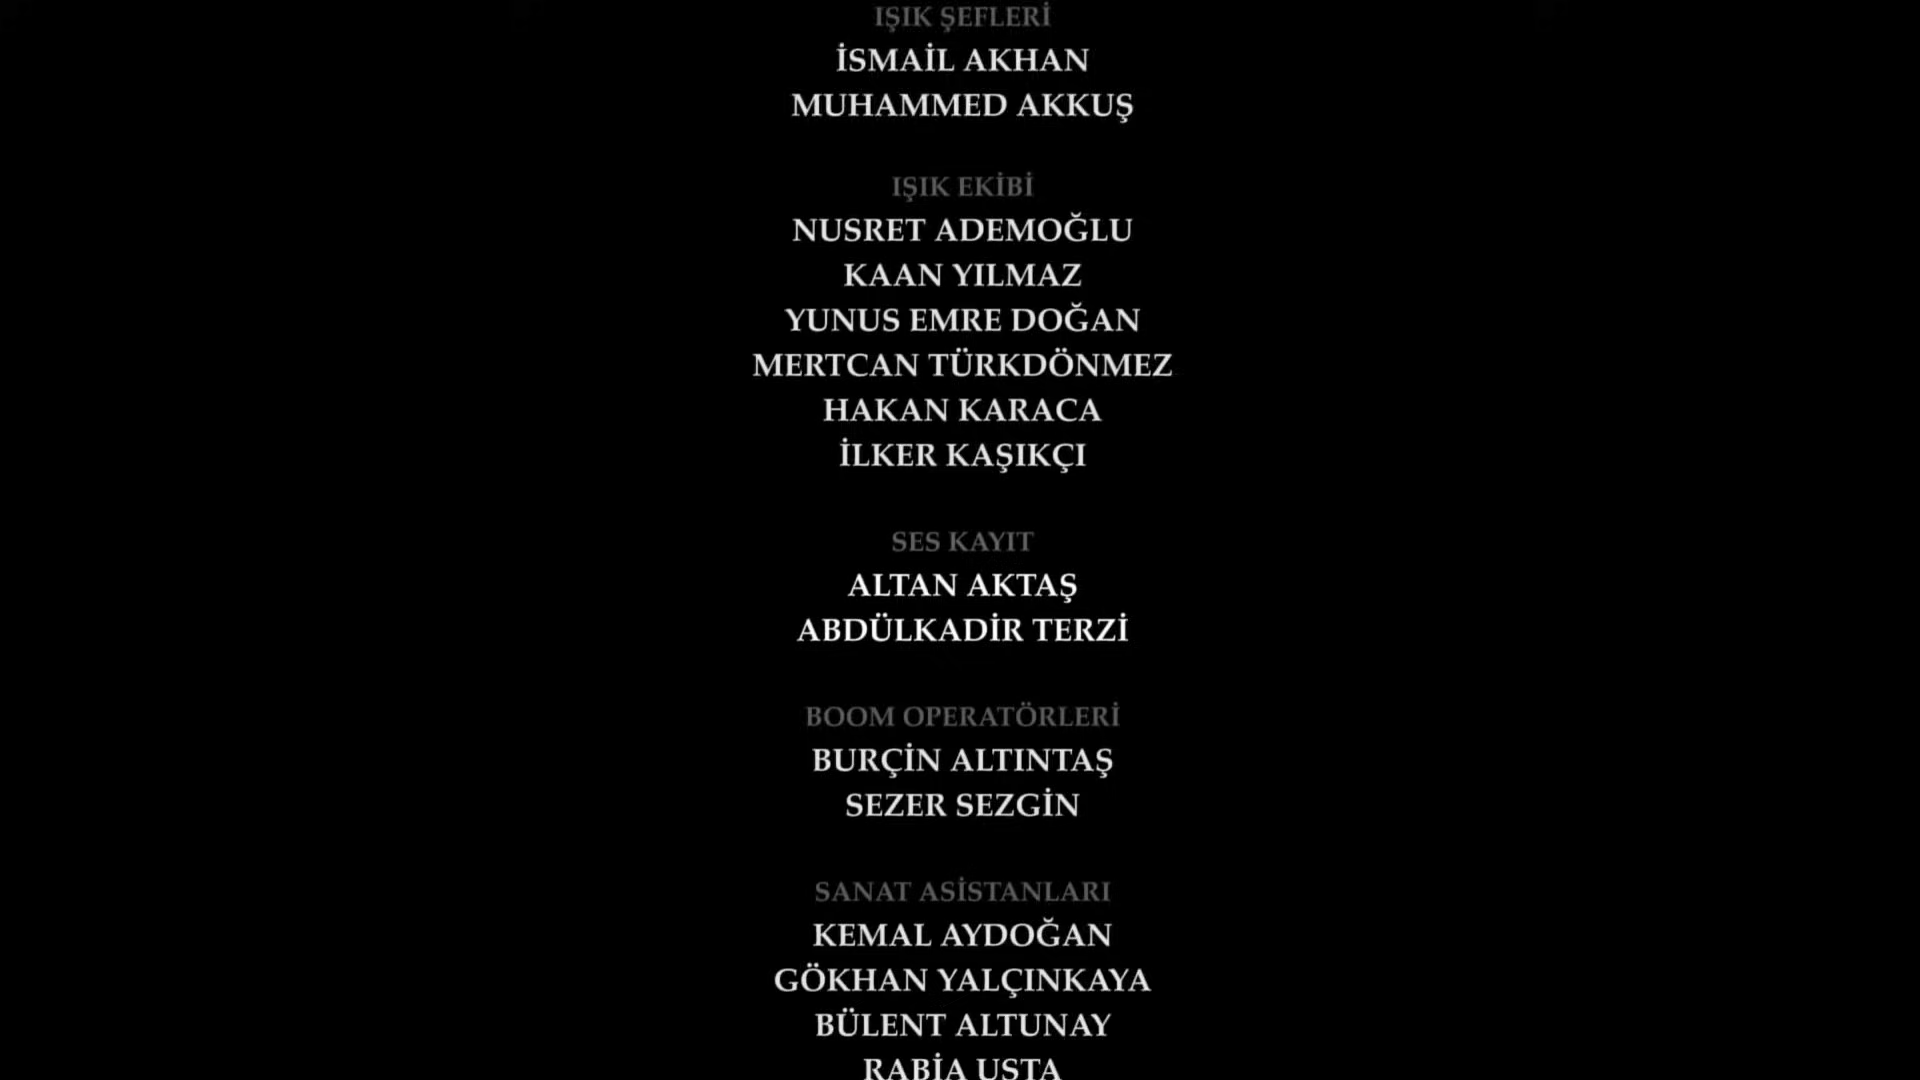 IŞIK ŞEFLERİ
İSMAİL AKHAN
MUHAMMED AKKUŞ
IŞIK EKİBİ
NUSRET ADEMOĞLU
KAAN YILMAZ
YUNUS EMRE DOĞAN
MERTCAN TÜRKDÖNMEZ
HAKAN KARACA
İLKER KAŞIKÇI
SES KAYIT
ALTAN AKTAŞ
ABDÜLKADİR TERZİ
BOOM OPERATÖRLERİ
BURÇİN ALTINTAŞ
SEZER SEZGİN
SANAT ASİSTANLARI
KEMAL AYDOĞAN
GÖKHAN YALÇINKAYA
BÜLENT ALTUNAY
RABİA USTA